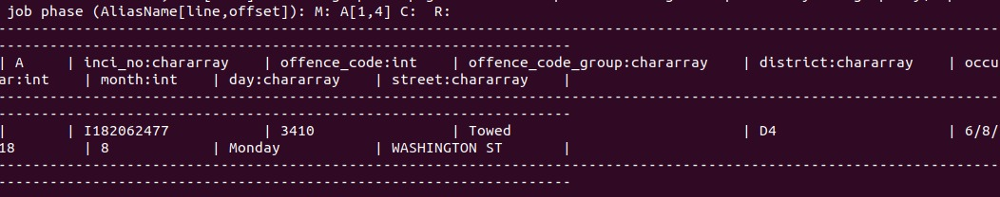 job phase (AliasName[line,offset]): M: A[1,4] C:  R:
| A     | inci_no:chararray      | offence_code:int    | offence_code_group:chararray    | district:chararray    | occu
ar:int    | month:int   | day:chararray    | street:chararray    |
|       | I182062477             | 3410                | Towed                           | D4                    | 6/8/
18        | 8           | Monday           | WASHINGTON ST       |